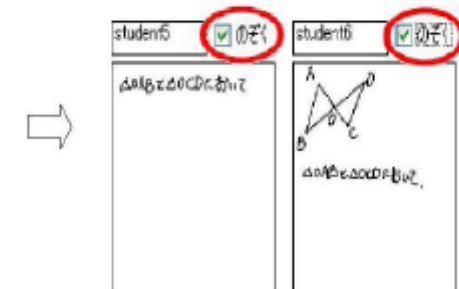 student5 のぞく
student6 のぞく
△OABと△OCDにおいて
A
D
O
B
C
△OABと△OCDにおいて、